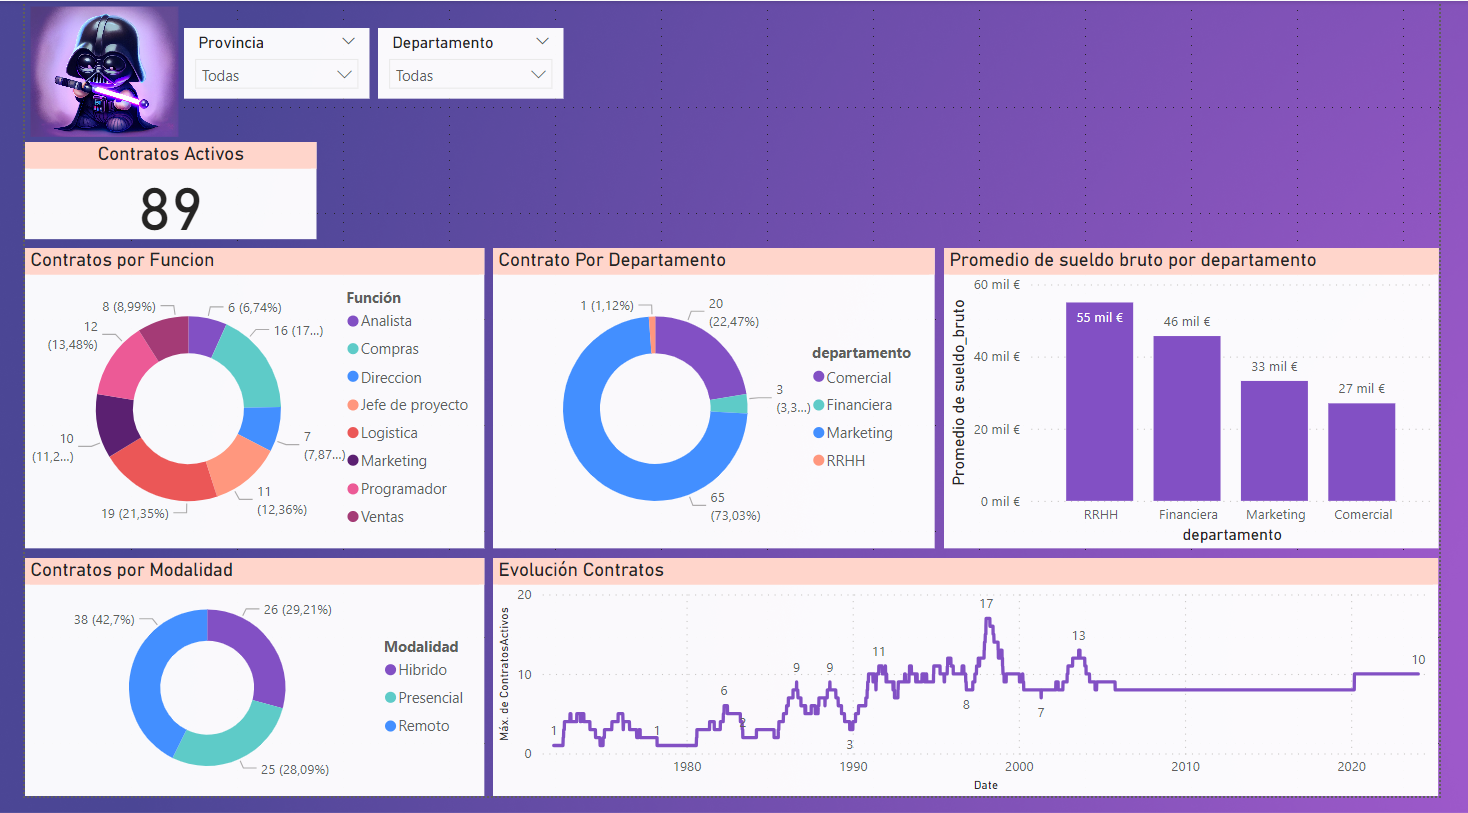 Provincia
Todas
Departamento
Todas
Contratos Activos
89
Contratos por Funcion
8 (8,99%)
6 (6,74%)
12
(13,48%)
16 (17...)
10
(11,2...)
7
(7,87...)
19 (21,35%)
11
(12,36%)
Función
Analista
Compras
Direccion
Jefe de proyecto
Logistica
Marketing
Programador
Ventas
Contrato Por Departamento
1 (1,12%)
20
(22,47%)
3
(3,3...)
65
(73,03%)
departamento
Comercial
Financiera
Marketing
RRHH
Promedio de sueldo bruto por departamento
Promedio de sueldo_bruto
60 mil €
40 mil €
20 mil €
0 mil €
55 mil €
46 mil €
33 mil €
27 mil €
RRHH
Financiera
Marketing
Comercial
departamento
Contratos por Modalidad
38 (42,7%)
26 (29,21%)
25 (28,09%)
Modalidad
Hibrido
Presencial
Remoto
Evolución Contratos
Máx. de ContratosActivos
20
10
0
1
1
6
2
9
9
3
11
8
17
7
13
10
1980
1990
2000
2010
2020
Date